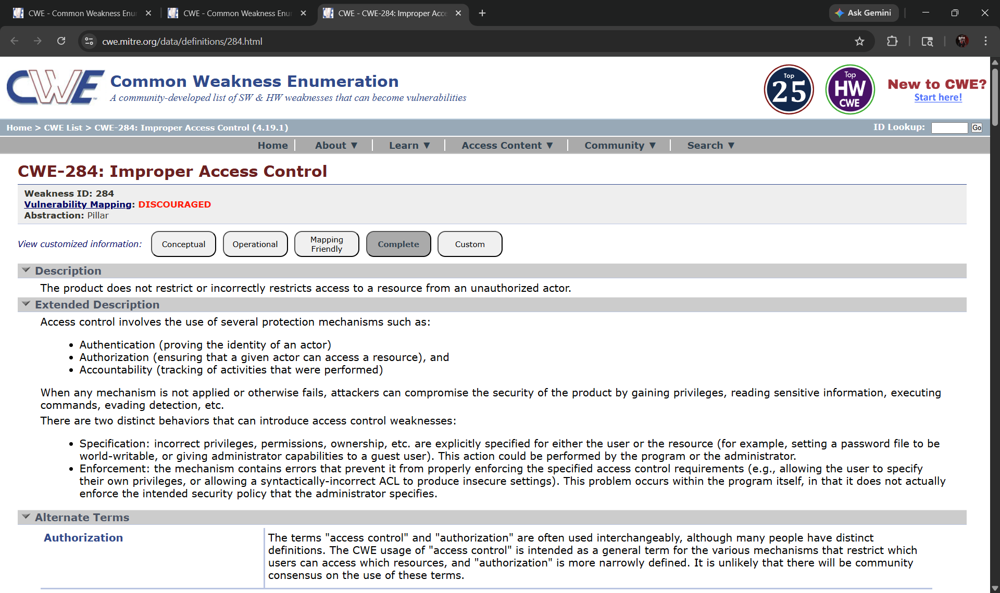 CWE - Common Weakness Enu
CWE - Common Weakness Enu
CWE - CWE-284: Improper Acce
Ask Gemini
cwe.mitre.org/data/definitions/284.html
CWE
Common Weakness Enumeration
A community-developed list of SW & HW weaknesses that can become vulnerabilities
Top
25
Top
HW
CWE
New to CWE?
Start here!
Home > CWE List > CWE-284: Improper Access Control (4.19.1)
ID Lookup:
Go
Home
About ▼
Learn ▼
Access Content ▼
Community ▼
Search ▼
CWE-284: Improper Access Control
Weakness ID: 284
Vulnerability Mapping: DISCOURAGED
Abstraction: Pillar
View customized information:
Conceptual
Operational
Mapping
Friendly
Complete
Custom
Description
The product does not restrict or incorrectly restricts access to a resource from an unauthorized actor.
Extended Description
Access control involves the use of several protection mechanisms such as:
• Authentication (proving the identity of an actor)
• Authorization (ensuring that a given actor can access a resource), and
• Accountability (tracking of activities that were performed)
When any mechanism is not applied or otherwise fails, attackers can compromise the security of the product by gaining privileges, reading sensitive information, executing
commands, evading detection, etc.
There are two distinct behaviors that can introduce access control weaknesses:
• Specification: incorrect privileges, permissions, ownership, etc. are explicitly specified for either the user or the resource (for example, setting a password file to be
world-writable, or giving administrator capabilities to a guest user). This action could be performed by the program or the administrator.
• Enforcement: the mechanism contains errors that prevent it from properly enforcing the specified access control requirements (e.g., allowing the user to specify
their own privileges, or allowing a syntactically-incorrect ACL to produce insecure settings). This problem occurs within the program itself, in that it does not actually
enforce the intended security policy that the administrator specifies.
Alternate Terms
Authorization
The terms "access control" and "authorization" are often used interchangeably, although many people have distinct
definitions. The CWE usage of "access control" is intended as a general term for the various mechanisms that restrict which
users can access which resources, and "authorization" is more narrowly defined. It is unlikely that there will be community
consensus on the use of these terms.